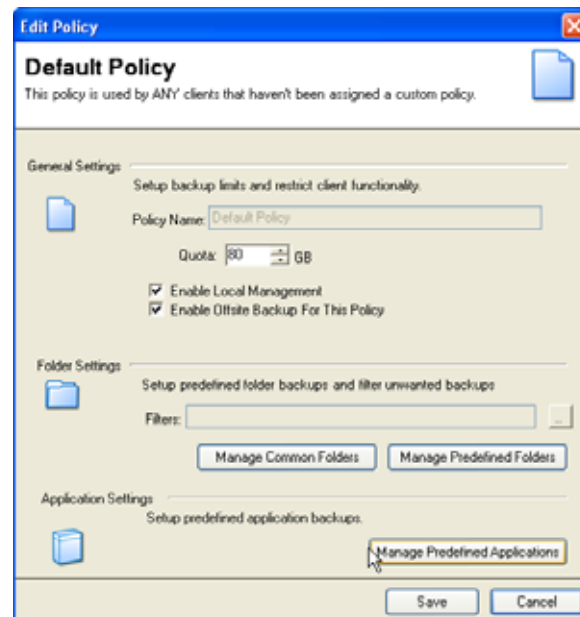 Edit Policy
Default Policy
This policy is used by ANY clients that haven't been assigned a custom policy.
General Settings
Setup backup limits and restrict client functionality.
Policy Name: Default Policy
Quota: 80 GB
Enable Local Management
Enable Offsite Backup For This Policy
Folder Settings
Setup predefined folder backups and filter unwanted backups
Filters: ...
Manage Common Folders Manage Predefined Folders
Application Settings
Setup predefined application backups.
Manage Predefined Applications
Save Cancel